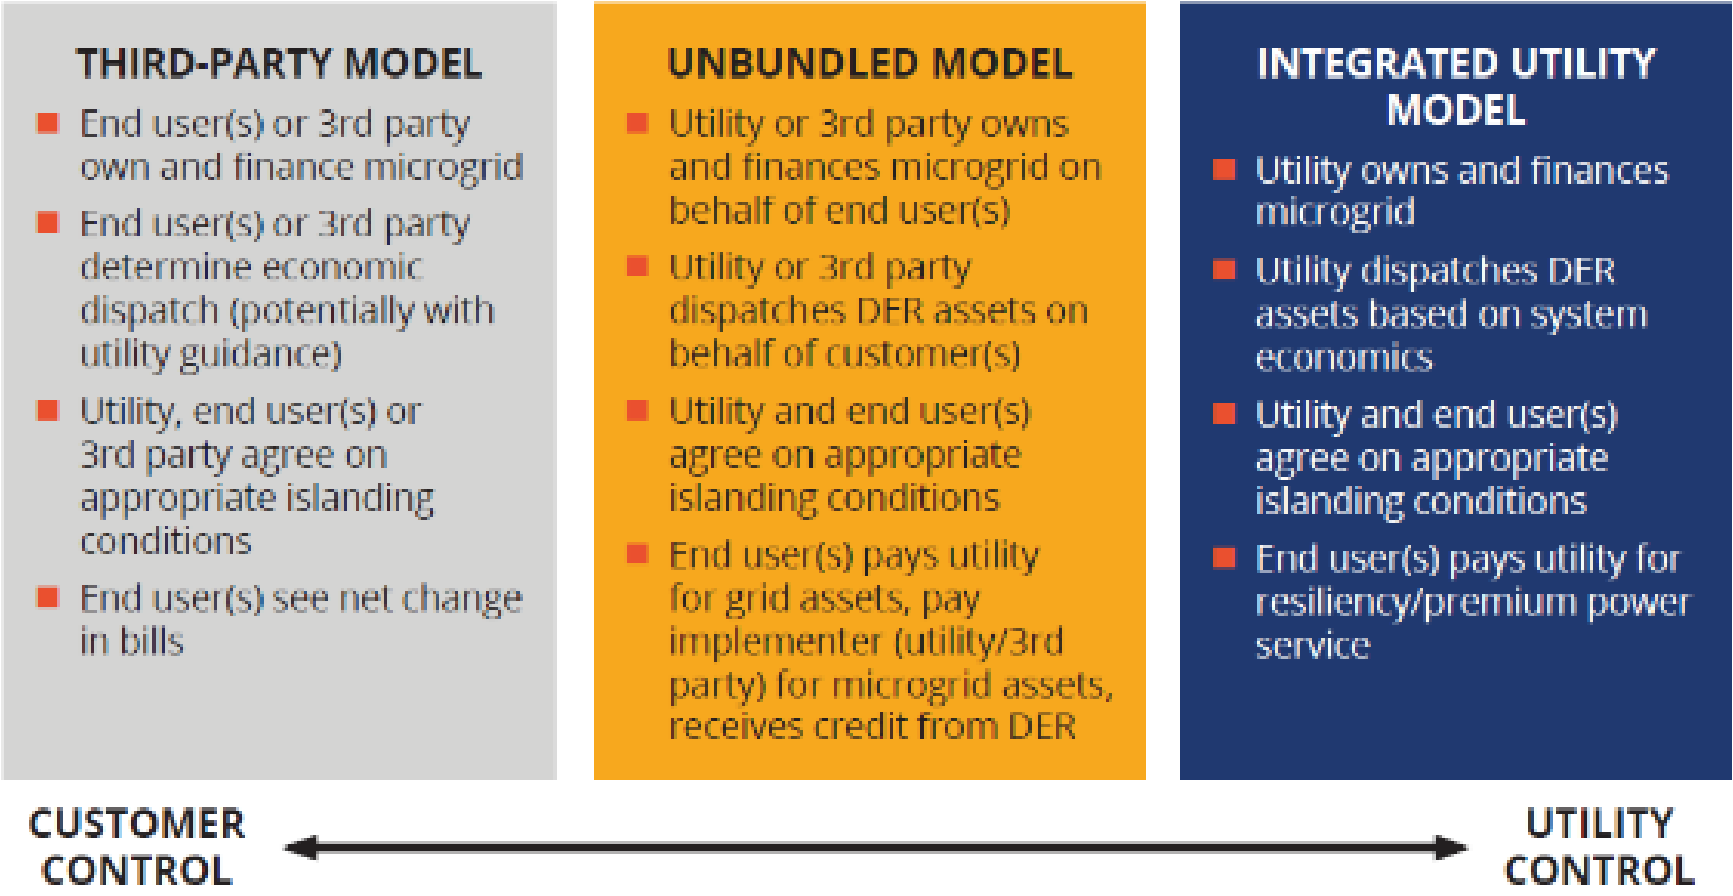 THIRD-PARTY MODEL
End user(s) or 3rd party
own and finance microgrid
End user(s) or 3rd party
determine economic
dispatch (potentially with
utility guidance)
Utility, end user(s) or
3rd party agree on
appropriate islanding
conditions
End user(s) see net change
in bills
UNBUNDLED MODEL
Utility or 3rd party owns
and finances microgrid on
behalf of end user(s)
Utility or 3rd party
dispatches DER assets on
behalf of customer(s)
Utility and end user(s)
agree on appropriate
islanding conditions
End user(s) pays utility
for grid assets, pay
implementer (utility/3rd
party) for microgrid assets,
receives credit from DER
INTEGRATED UTILITY
MODEL
Utility owns and finances
microgrid
Utility dispatches DER
assets based on system
economics
Utility and end user(s)
agree on appropriate
islanding conditions
End user(s) pays utility for
resiliency/premium power
service
CUSTOMER
CONTROL
UTILITY
CONTROL